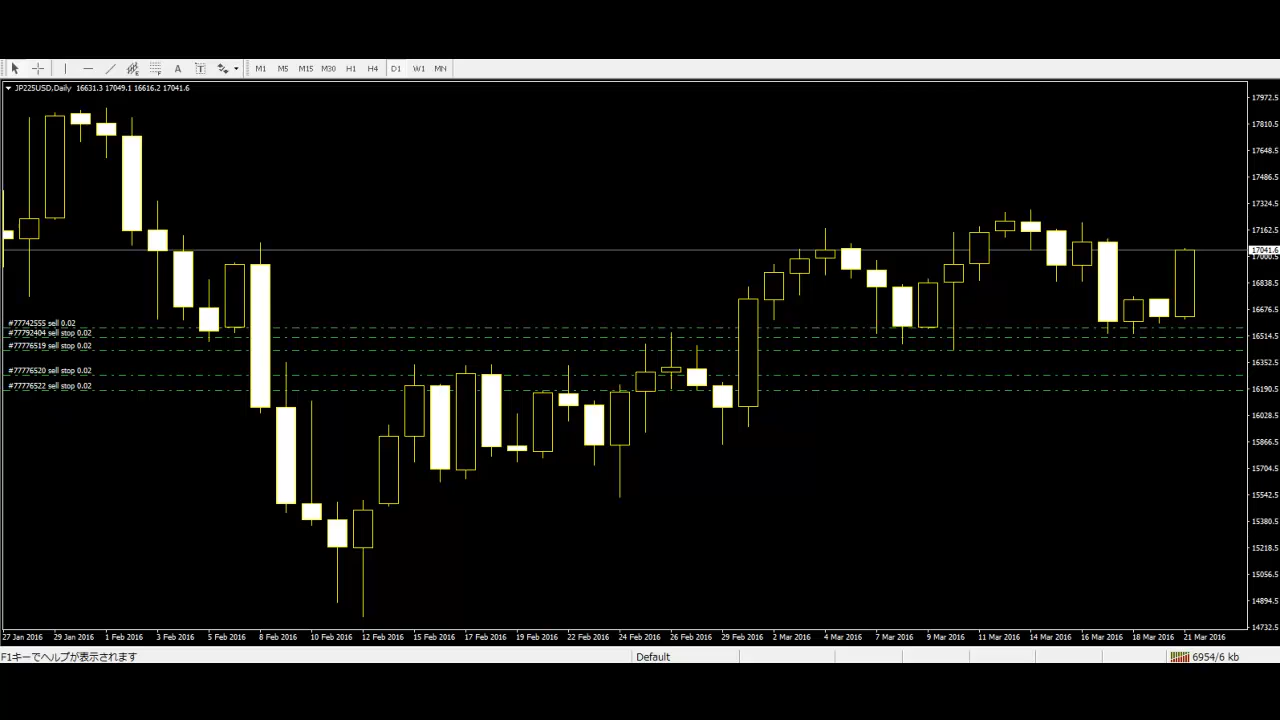 A T
M1 M5 M15 M30 H1 H4 D1 W1 MN
JP225USD,Daily 16631.3 17049.1 16616.2 17041.6
17972.5
17810.5
17648.5
17486.5
17324.5
17162.5
17041.6
17000.5
16838.5
16676.5
16514.5
16352.5
16190.5
16028.5
15866.5
15704.5
15542.5
15380.5
15218.5
15056.5
14894.5
14732.5
#77742555 sell 0.02
#77792404 sell stop 0.02
#77776519 sell stop 0.02
#77776520 sell stop 0.02
#77776522 sell stop 0.02
27 Jan 2016 29 Jan 2016 1 Feb 2016 3 Feb 2016 5 Feb 2016 8 Feb 2016 10 Feb 2016 12 Feb 2016 15 Feb 2016 17 Feb 2016 19 Feb 2016 22 Feb 2016 24 Feb 2016 26 Feb 2016 29 Feb 2016 2 Mar 2016 4 Mar 2016 7 Mar 2016 9 Mar 2016 11 Mar 2016 14 Mar 2016 16 Mar 2016 18 Mar 2016 21 Mar 2016
F1キーでヘルプが表示されます Default 6954/6 kb